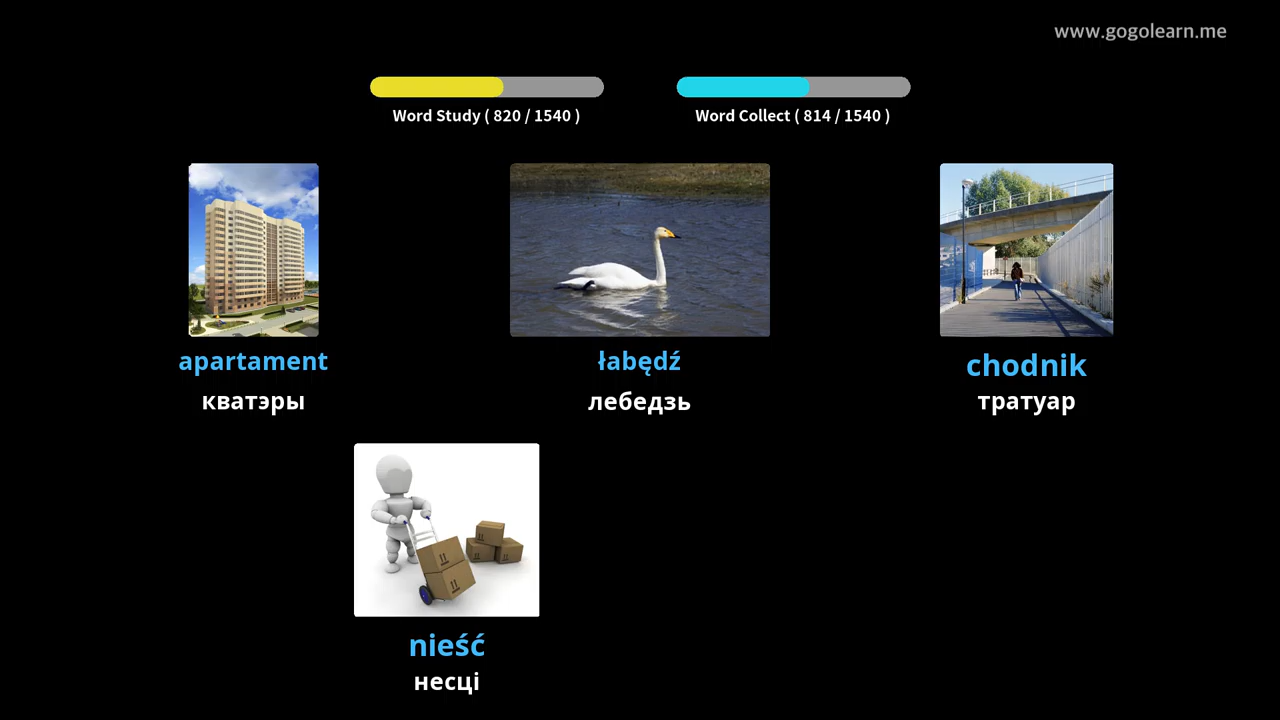 www.gogolearn.me
Word Study ( 820 / 1540 )
Word Collect ( 814 / 1540 )
apartament
кватэры
łabędź
лебедзь
chodnik
тратуар
nieść
несці